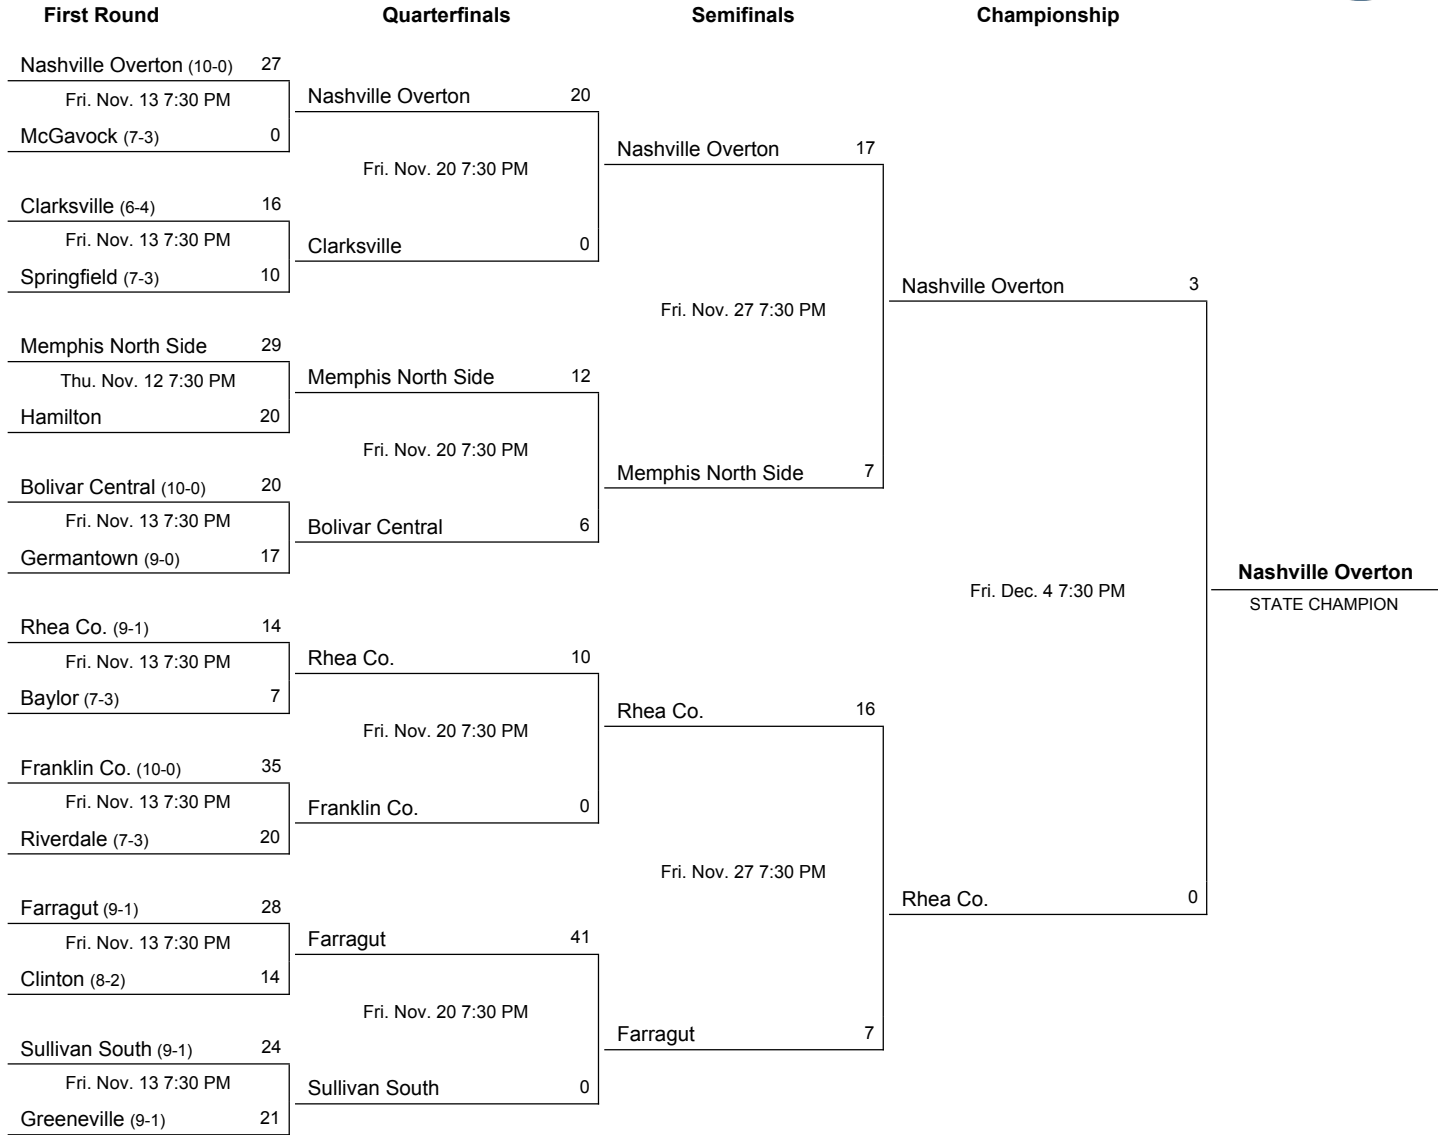 First Round Quarterfinals Semifinals Championship
Nashville Overton (10-0) 27
Fri. Nov. 13 7:30 PM
McGavock (7-3) 0
Clarksville (6-4) 16
Fri. Nov. 13 7:30 PM
Springfield (7-3) 10
Memphis North Side 29
Thu. Nov. 12 7:30 PM
Hamilton 20
Bolivar Central (10-0) 20
Fri. Nov. 13 7:30 PM
Germantown (9-0) 17
Rhea Co. (9-1) 14
Fri. Nov. 13 7:30 PM
Baylor (7-3) 7
Franklin Co. (10-0) 35
Fri. Nov. 13 7:30 PM
Riverdale (7-3) 20
Farragut (9-1) 28
Fri. Nov. 13 7:30 PM
Clinton (8-2) 14
Sullivan South (9-1) 24
Fri. Nov. 13 7:30 PM
Greeneville (9-1) 21
Nashville Overton 20
Fri. Nov. 20 7:30 PM
Clarksville 0
Memphis North Side 12
Fri. Nov. 20 7:30 PM
Bolivar Central 6
Rhea Co. 10
Fri. Nov. 20 7:30 PM
Franklin Co. 0
Farragut 41
Fri. Nov. 20 7:30 PM
Sullivan South 0
Nashville Overton 17
Fri. Nov. 27 7:30 PM
Memphis North Side 7
Rhea Co. 16
Fri. Nov. 27 7:30 PM
Farragut 7
Nashville Overton 3
Fri. Dec. 4 7:30 PM
Rhea Co. 0
Nashville Overton
STATE CHAMPION